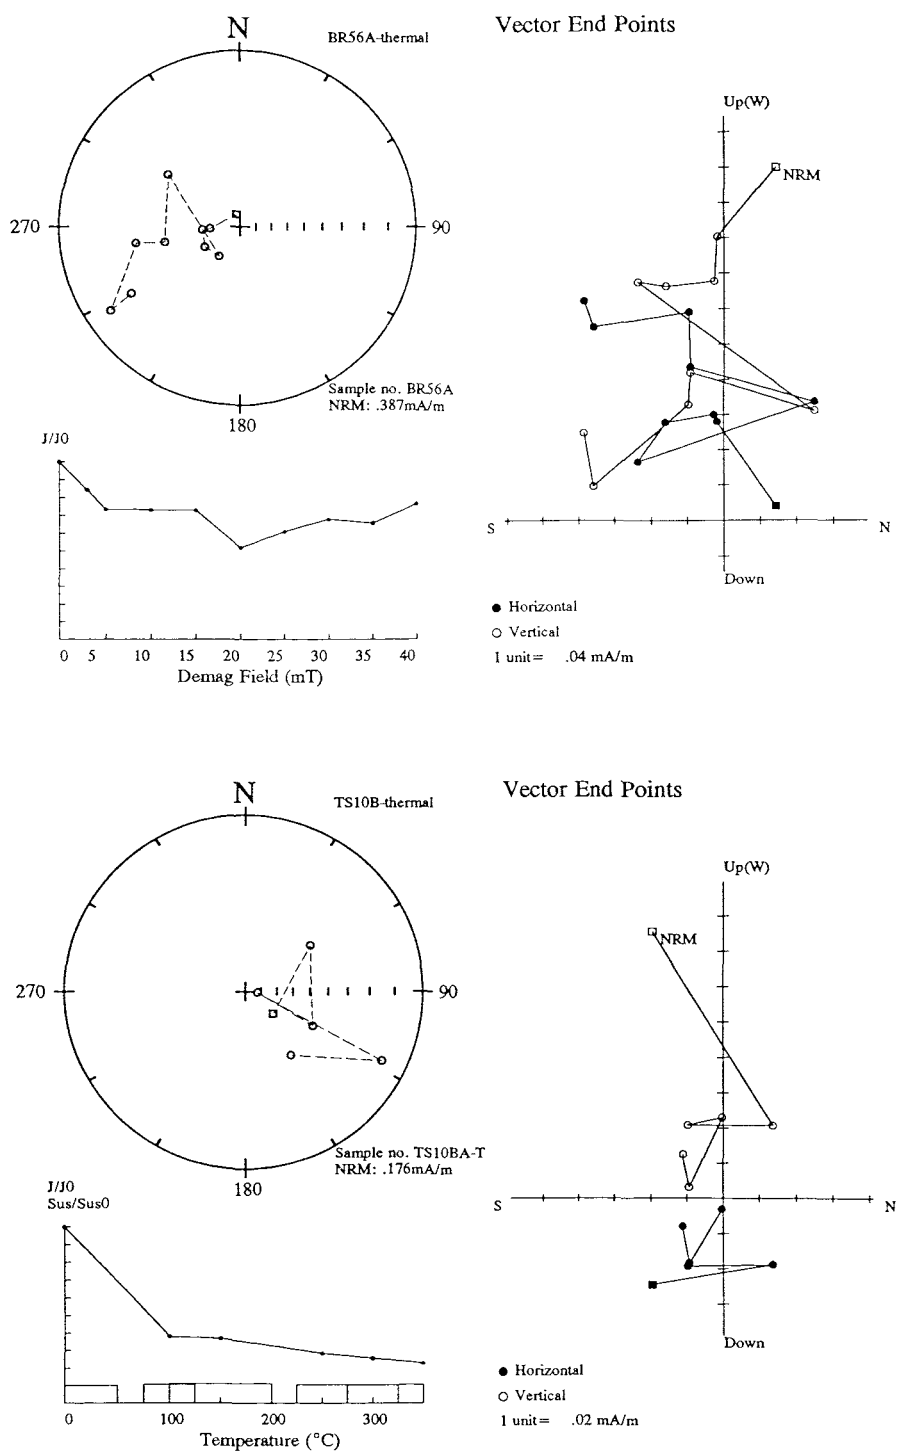 N
BR56A-thermal
Vector End Points
270
90
180
Sample no. BR56A
NRM: .387mA/m
Up(W)
NRM
S
N
Down
J/J0
0 5 10 15 20 25 30 35 40
Demag Field (mT)
● Horizontal
○ Vertical
1 unit= .04 mA/m
N
TS10B-thermal
Vector End Points
270
90
180
Sample no. TS10BA-T
NRM: .176mA/m
Up(W)
NRM
S
N
Down
J/J0
Sus/Sus0
0 100 200 300
Temperature (°C)
● Horizontal
○ Vertical
1 unit= .02 mA/m